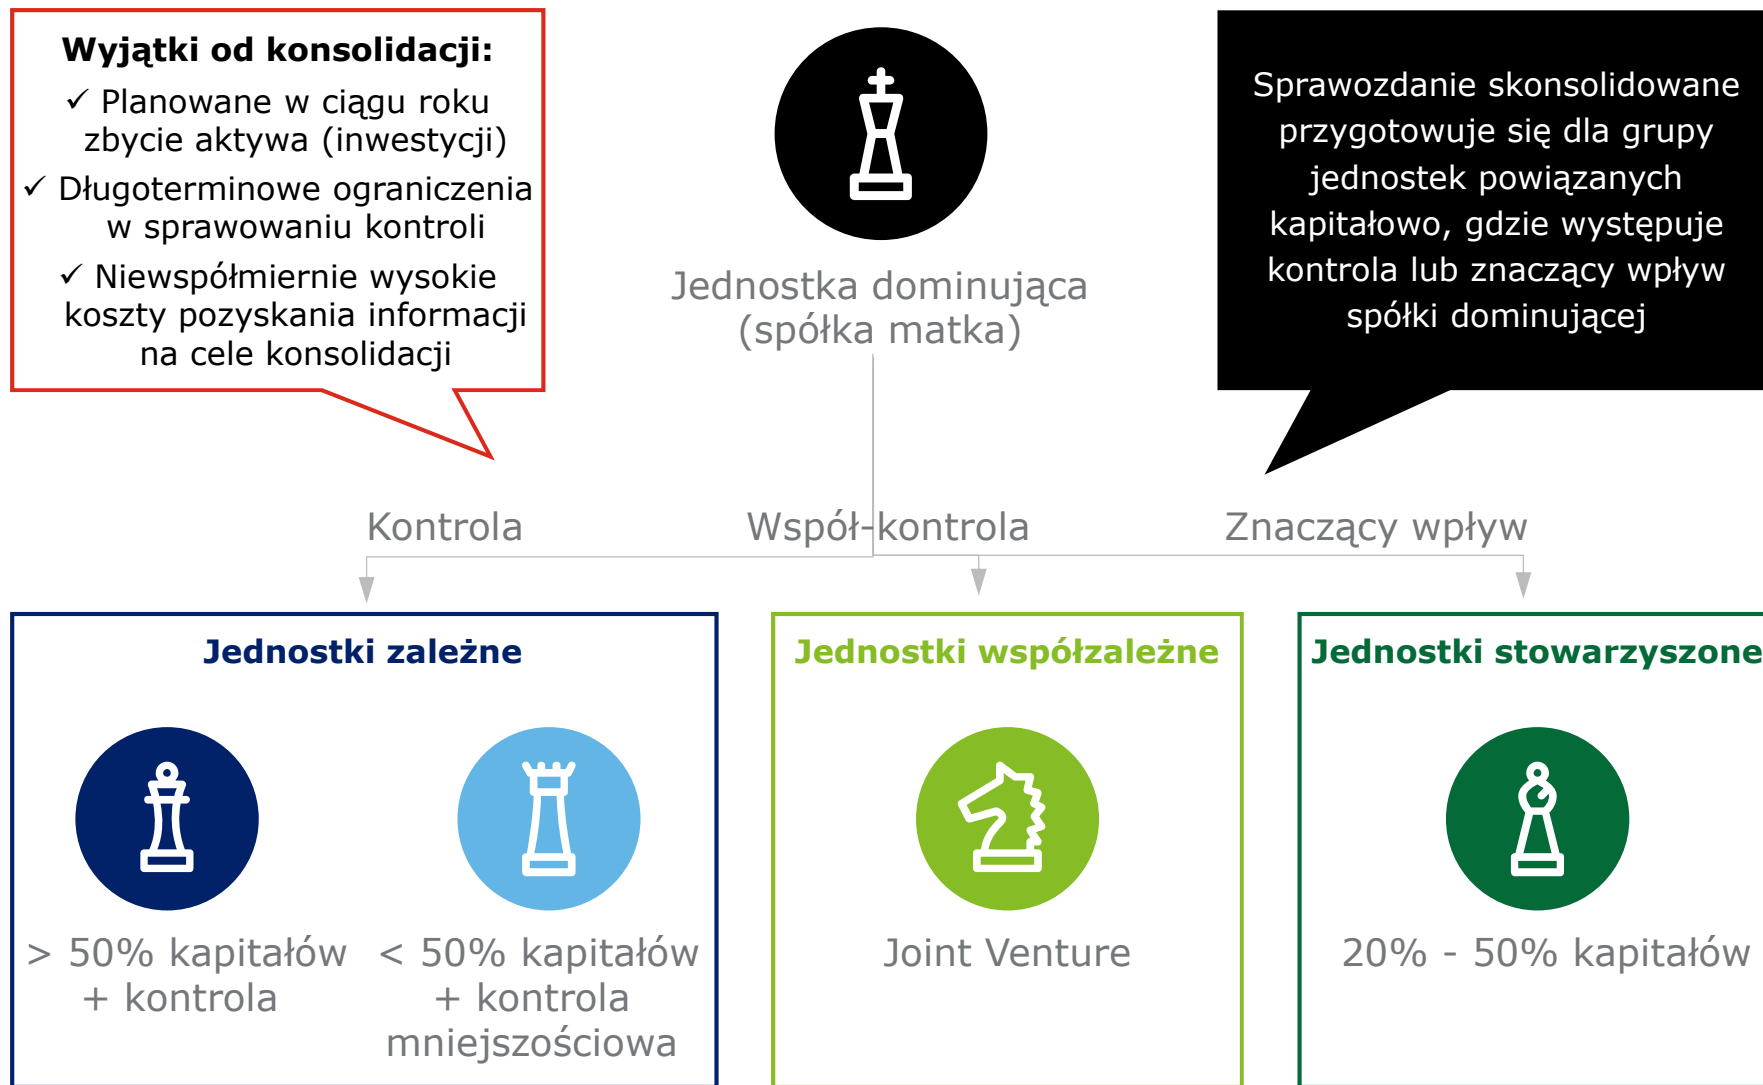 Wyjątki od konsolidacji:
✓ Planowane w ciągu roku
zbycie aktywa (inwestycji)
✓ Długoterminowe ograniczenia
w sprawowaniu kontroli
✓ Niewspółmiernie wysokie
koszty pozyskania informacji
na cele konsolidacji
Jednostka dominująca
(spółka matka)
Sprawozdanie skonsolidowane
przygotowuje się dla grupy
jednostek powiązanych
kapitałowo, gdzie występuje
kontrola lub znaczący wpływ
spółki dominującej
Kontrola
Współ-kontrola
Znaczący wpływ
Jednostki zależne
> 50% kapitałów
+ kontrola
< 50% kapitałów
+ kontrola
mniejszościowa
Jednostki współzależne
Joint Venture
Jednostki stowarzyszone
20% - 50% kapitałów